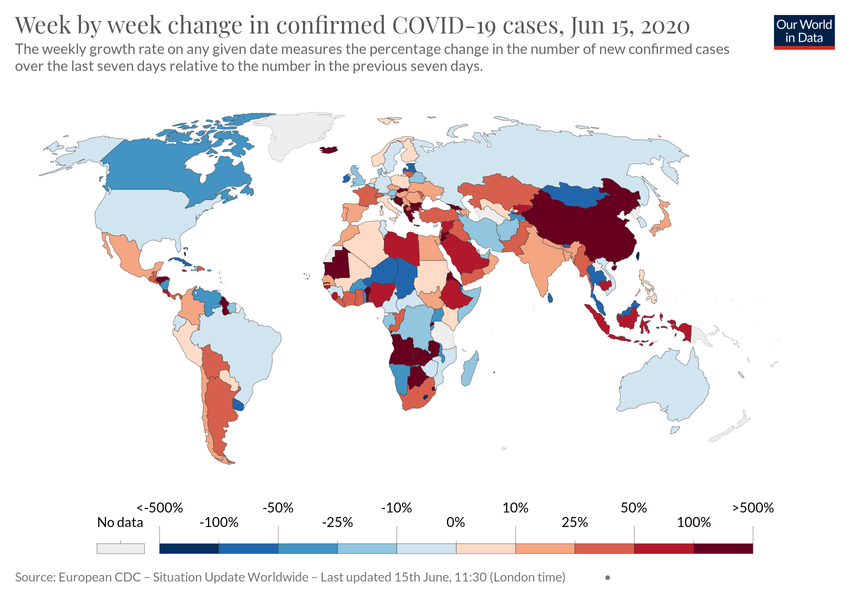 Week by week change in confirmed COVID-19 cases, Jun 15, 2020
Our World
in Data
The weekly growth rate on any given date measures the percentage change in the number of new confirmed cases
over the last seven days relative to the number in the previous seven days.
<-500% -50% -10% 10% 50% >500%
No data -100% -25% 0% 25% 100%
Source: European CDC – Situation Update Worldwide – Last updated 15th June, 11:30 (London time)